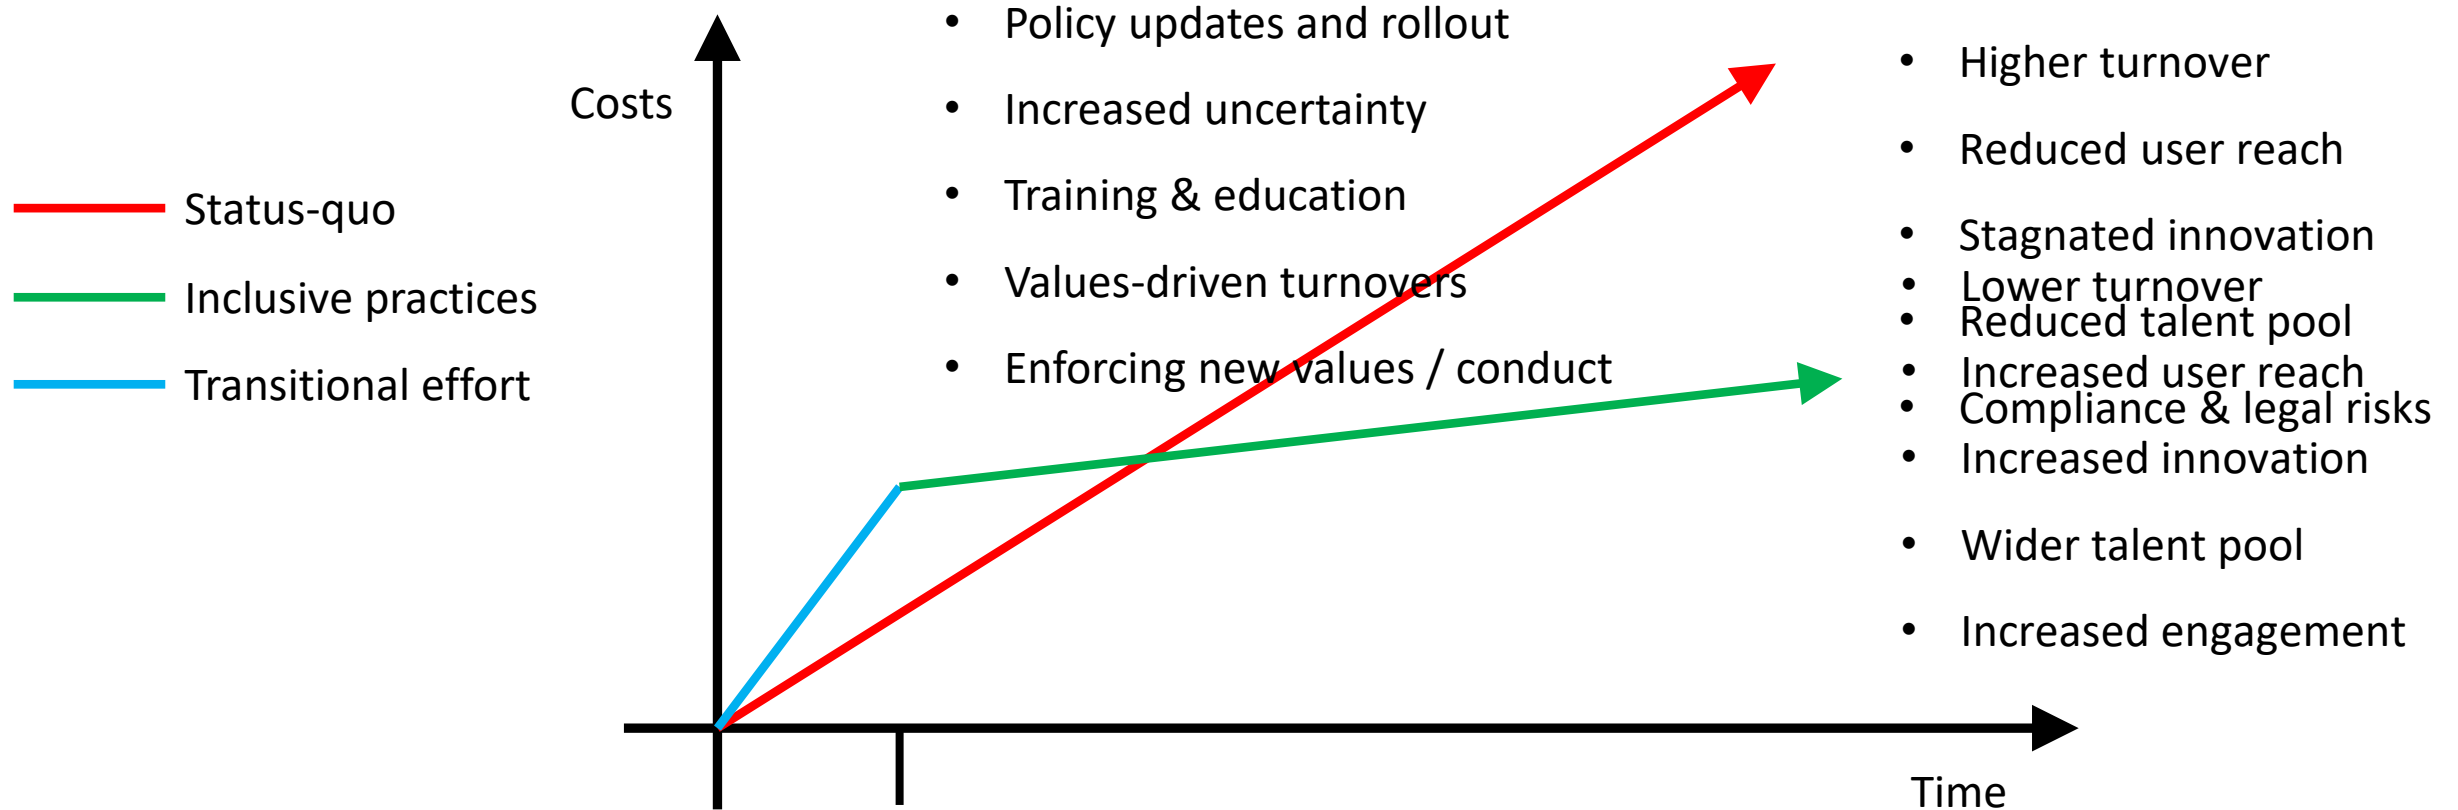 Costs
Status-quo
Inclusive practices
Transitional effort
• Policy updates and rollout
• Increased uncertainty
• Training & education
• Values-driven turnovers
• Enforcing new values / conduct
• Higher turnover
• Reduced user reach
• Stagnated innovation
• Reduced talent pool
• Compliance & legal risks
• Lower turnover
• Increased user reach
• Increased innovation
• Wider talent pool
• Increased engagement
Time